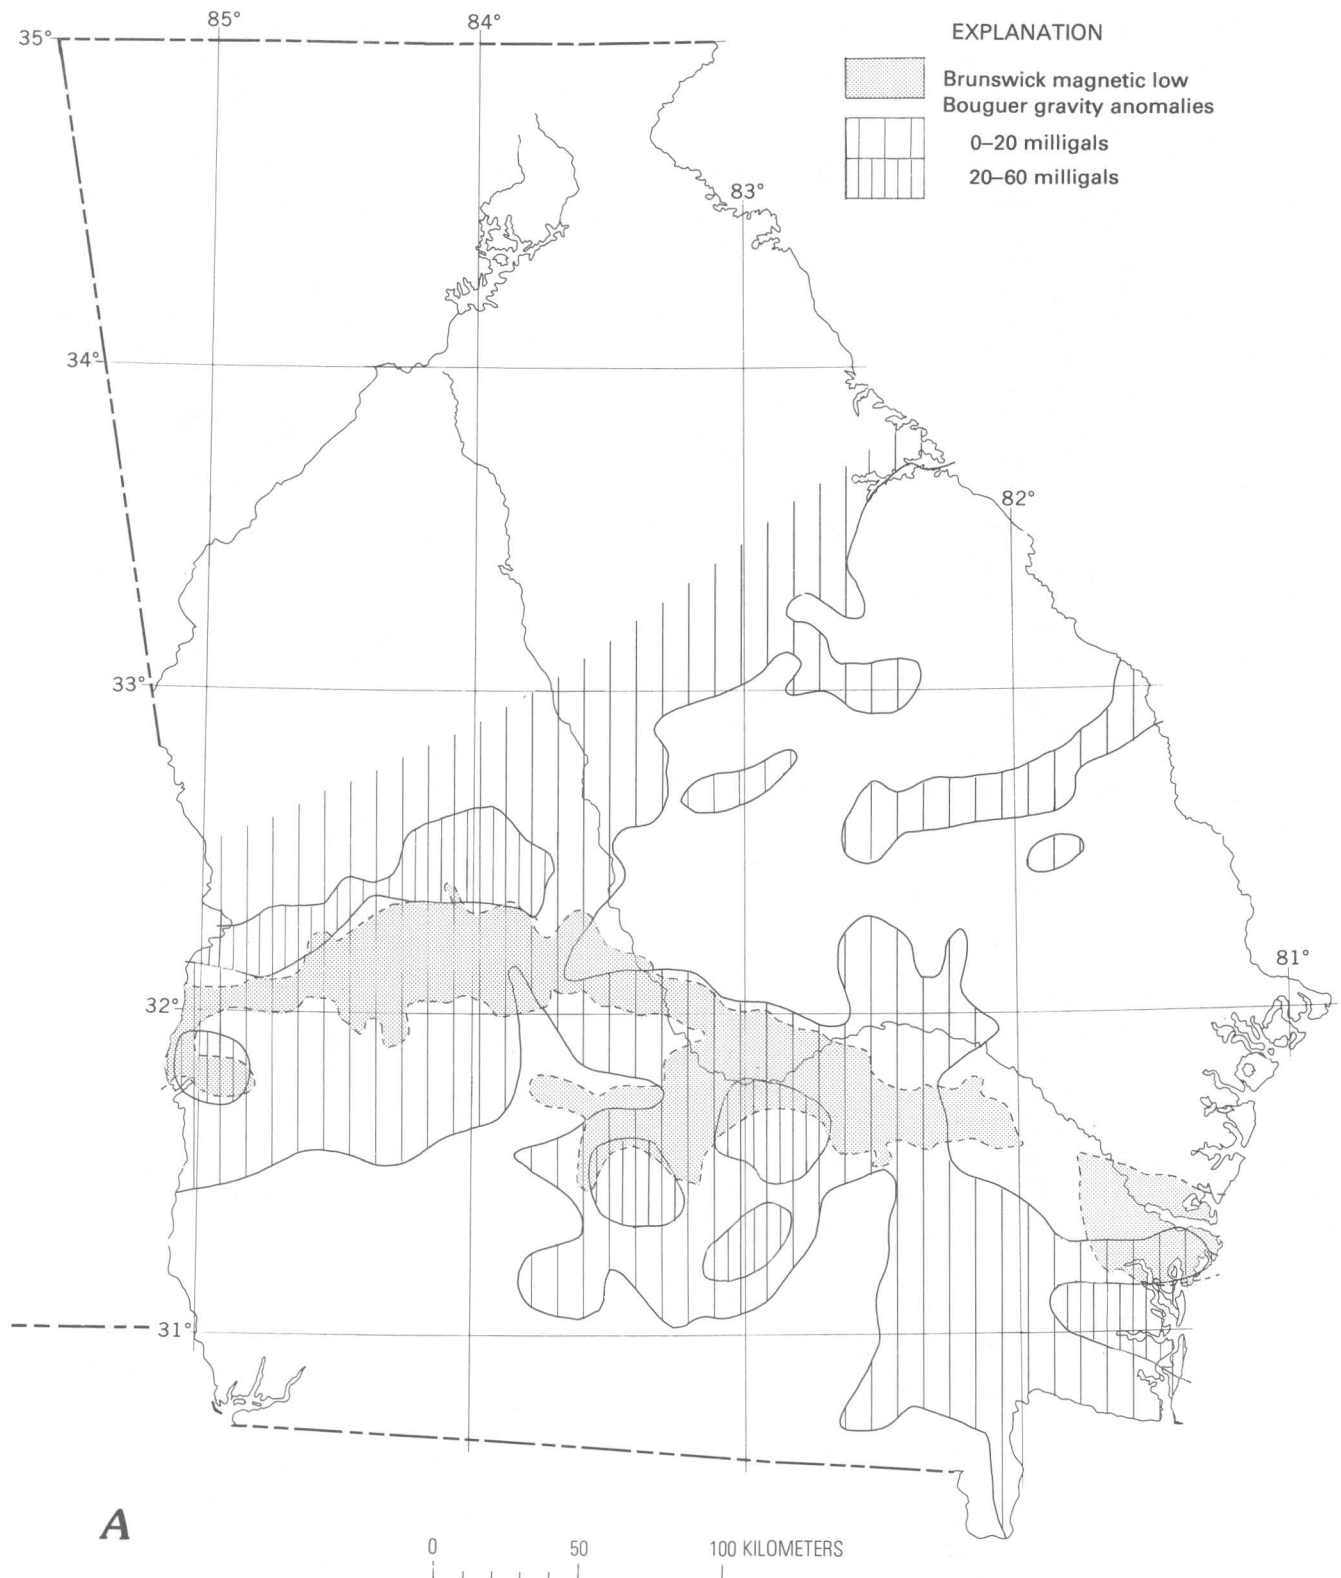 EXPLANATION
Brunswick magnetic low
Bouguer gravity anomalies
0–20 milligals
20–60 milligals
85°
84°
35°
83°
34°
82°
33°
81°
32°
31°
A
0 50 100 KILOMETERS